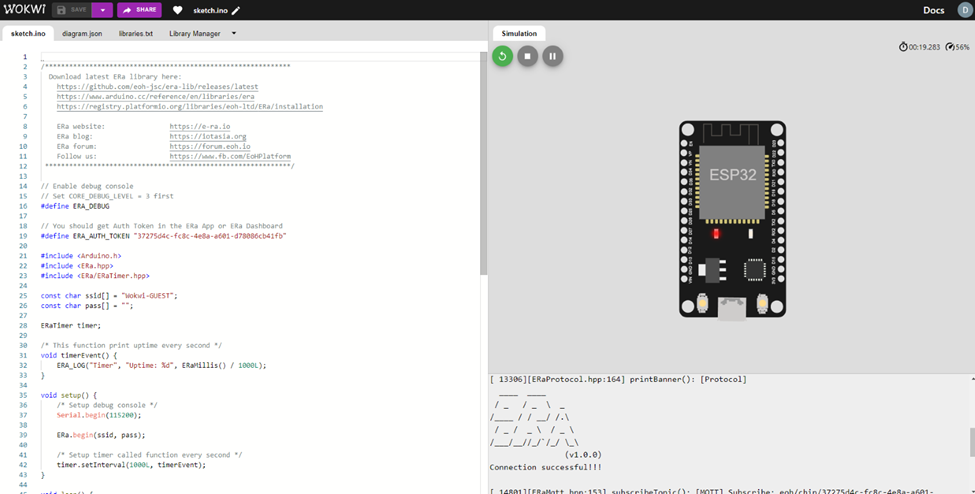 WOKWI SAVE SHARE sketch.ino Docs D
sketch.ino diagram.json libraries.txt Library Manager
Simulation
00:19.283 56%
1
2 /*************************************************************
3 Download latest ERa library here:
4 https://github.com/eoh-jsc/era-lib/releases/latest
5 https://www.arduino.cc/reference/en/libraries/era
6 https://registry.platformio.org/libraries/eoh-ltd/ERa/installation
7
8 ERa website: https://e-ra.io
9 ERa blog: https://iotasia.org
10 ERa forum: https://forum.eoh.io
11 Follow us: https://www.fb.com/EoHPlatform
12 *************************************************************/
13
14 // Enable debug console
15 // Set CORE_DEBUG_LEVEL = 3 first
16 #define ERA_DEBUG
17
18 // You should get Auth Token in the ERa App or ERa Dashboard
19 #define ERA_AUTH_TOKEN "37275d4c-fc8c-4e8a-a601-d78086cb41fb"
20
21 #include <Arduino.h>
22 #include <ERa.hpp>
23 #include <ERa/ERaTimer.hpp>
24
25 const char ssid[] = "Wokwi-GUEST";
26 const char pass[] = "";
27
28 ERaTimer timer;
29
30 /* This function print uptime every second */
31 void timerEvent() {
32 ERA_LOG("Timer", "Uptime: %d", ERaMillis() / 1000L);
33 }
34
35 void setup() {
36 /* Setup debug console */
37 Serial.begin(115200);
38
39 ERa.begin(ssid, pass);
40
41 /* Setup timer called function every second */
42 timer.setInterval(1000L, timerEvent);
43 }
44
ESP32
[ 13306][ERaProtocol.hpp:164] printBanner(): [Protocol]
____ ____
/ _ / _ \ _
/____ / / __/ /.\
/ _ / _ \ / _ \
/___/__//_/`/_/ \_\
(v1.0.0)
Connection successful!!!
[ 14801][ERaMqtt.hpp:153] subscribeTopic(): [MQTT] Subscribe: eoh/chip/37275d4c-fc8c-4e8a-a601-